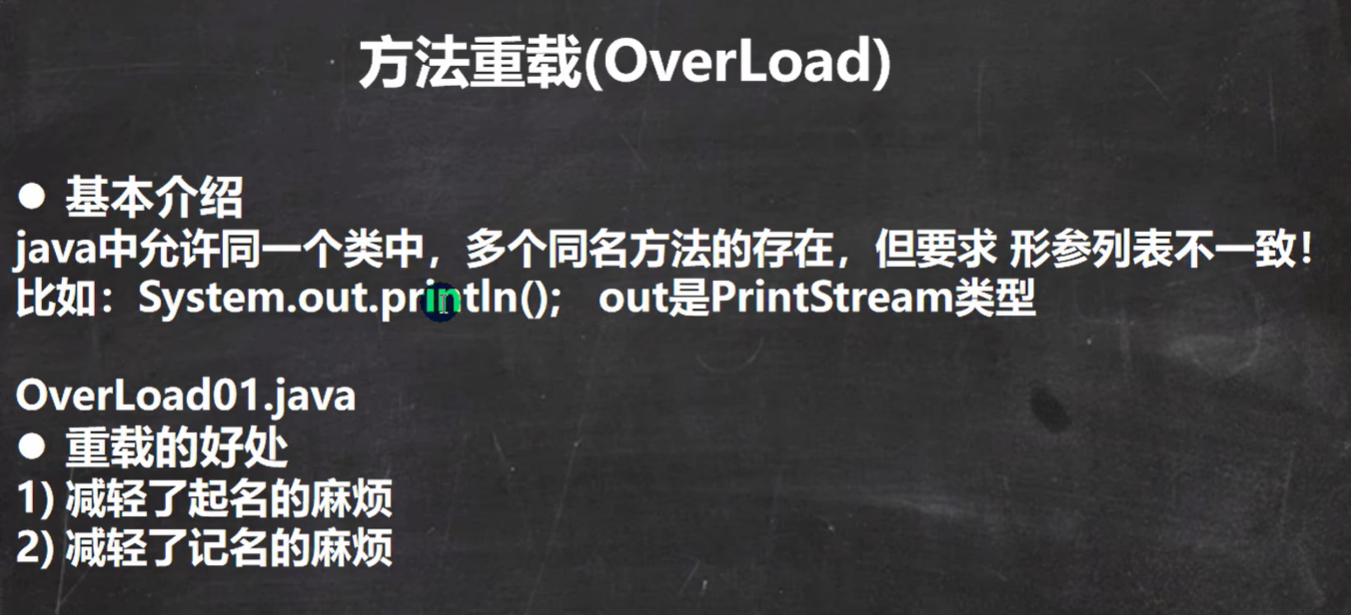 方法重载(OverLoad)
● 基本介绍
java中允许同一个类中，多个同名方法的存在，但要求 形参列表不一致！
比如：System.out.println(); out是PrintStream类型
OverLoad01.java
● 重载的好处
1) 减轻了起名的麻烦
2) 减轻了记名的麻烦